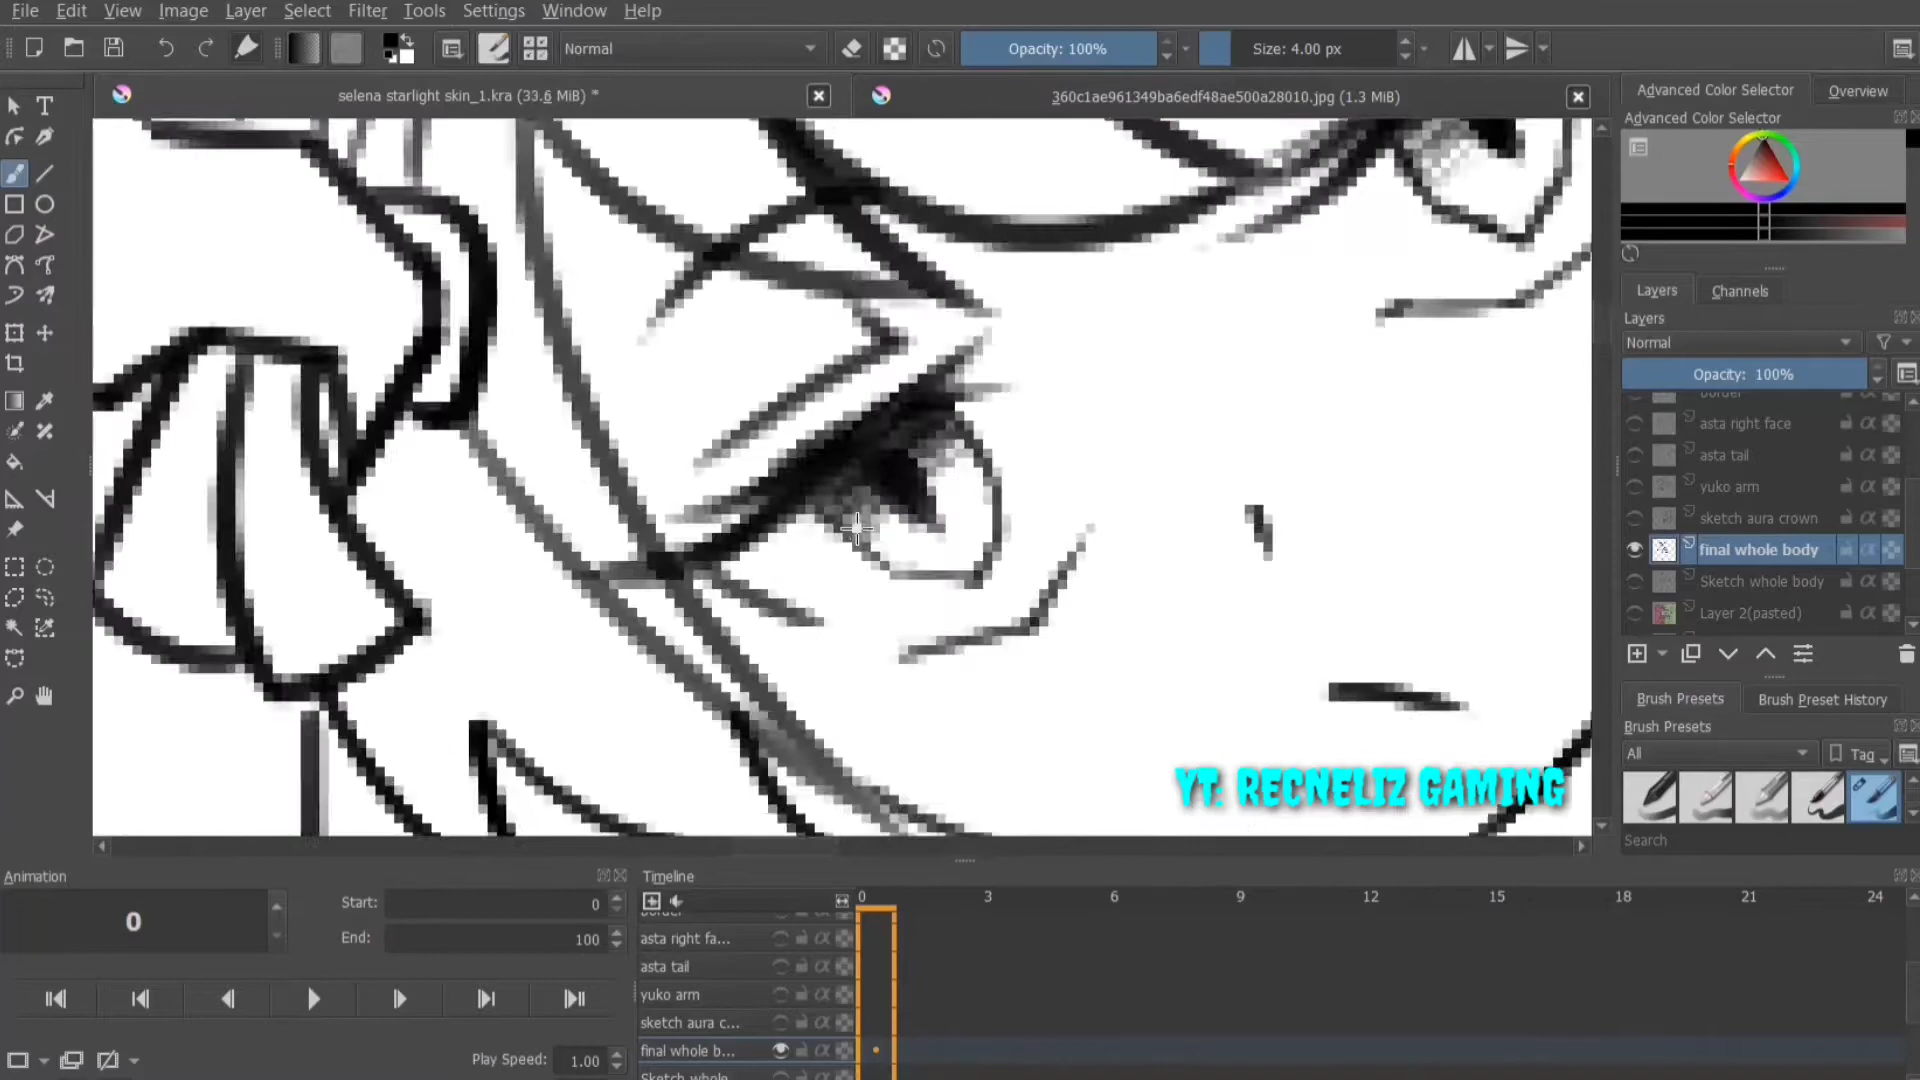 File Edit View Image Layer Select Filter Tools Settings Window Help
Normal Opacity: 100% Size: 4.00 px
selena starlight skin_1.kra (33.6 MiB) *
360c1ae961349ba6edf48ae500a28010.jpg (1.3 MiB)
Advanced Color Selector Overview
Advanced Color Selector
Layers Channels
Layers
Normal
Opacity: 100%
border
asta right face
asta tail
yuko arm
sketch aura crown
final whole body
Sketch whole body
Layer 2(pasted)
Brush Presets Brush Preset History
Brush Presets
All Tag
Search
YT: RECNELIZ GAMING
Animation
0
Start: 0
End: 100
Play Speed: 1.00
Timeline
0 3 6 9 12 15 18 21 24
border
asta right fa...
asta tail
yuko arm
sketch aura c...
final whole b...
Sketch whole